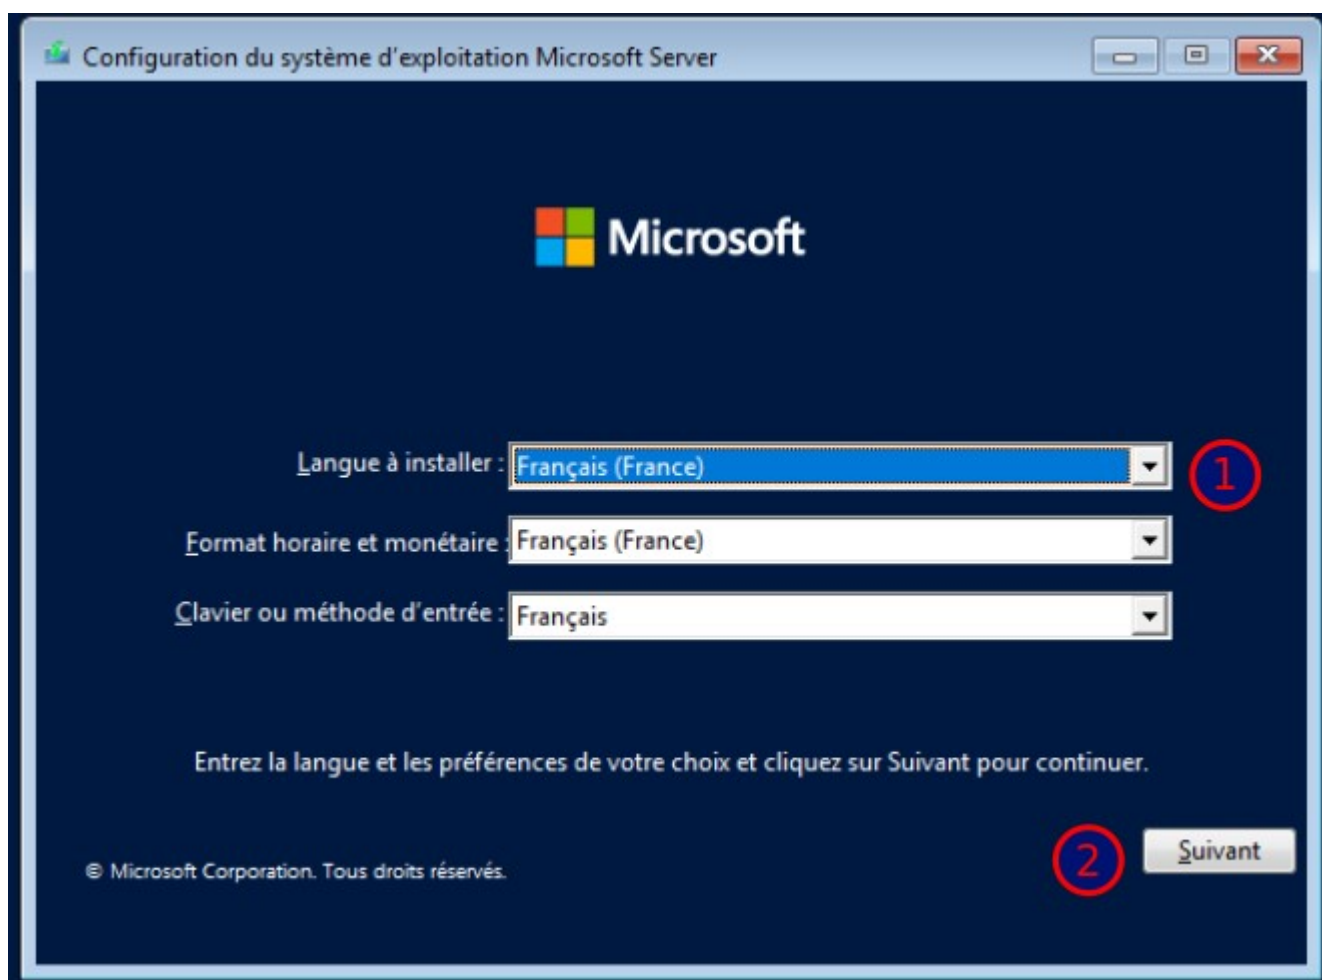 Configuration du système d'exploitation Microsoft Server
Microsoft
Langue à installer : Français (France)
1
Format horaire et monétaire : Français (France)
Clavier ou méthode d'entrée : Français
Entrez la langue et les préférences de votre choix et cliquez sur Suivant pour continuer.
2 Suivant
© Microsoft Corporation. Tous droits réservés.